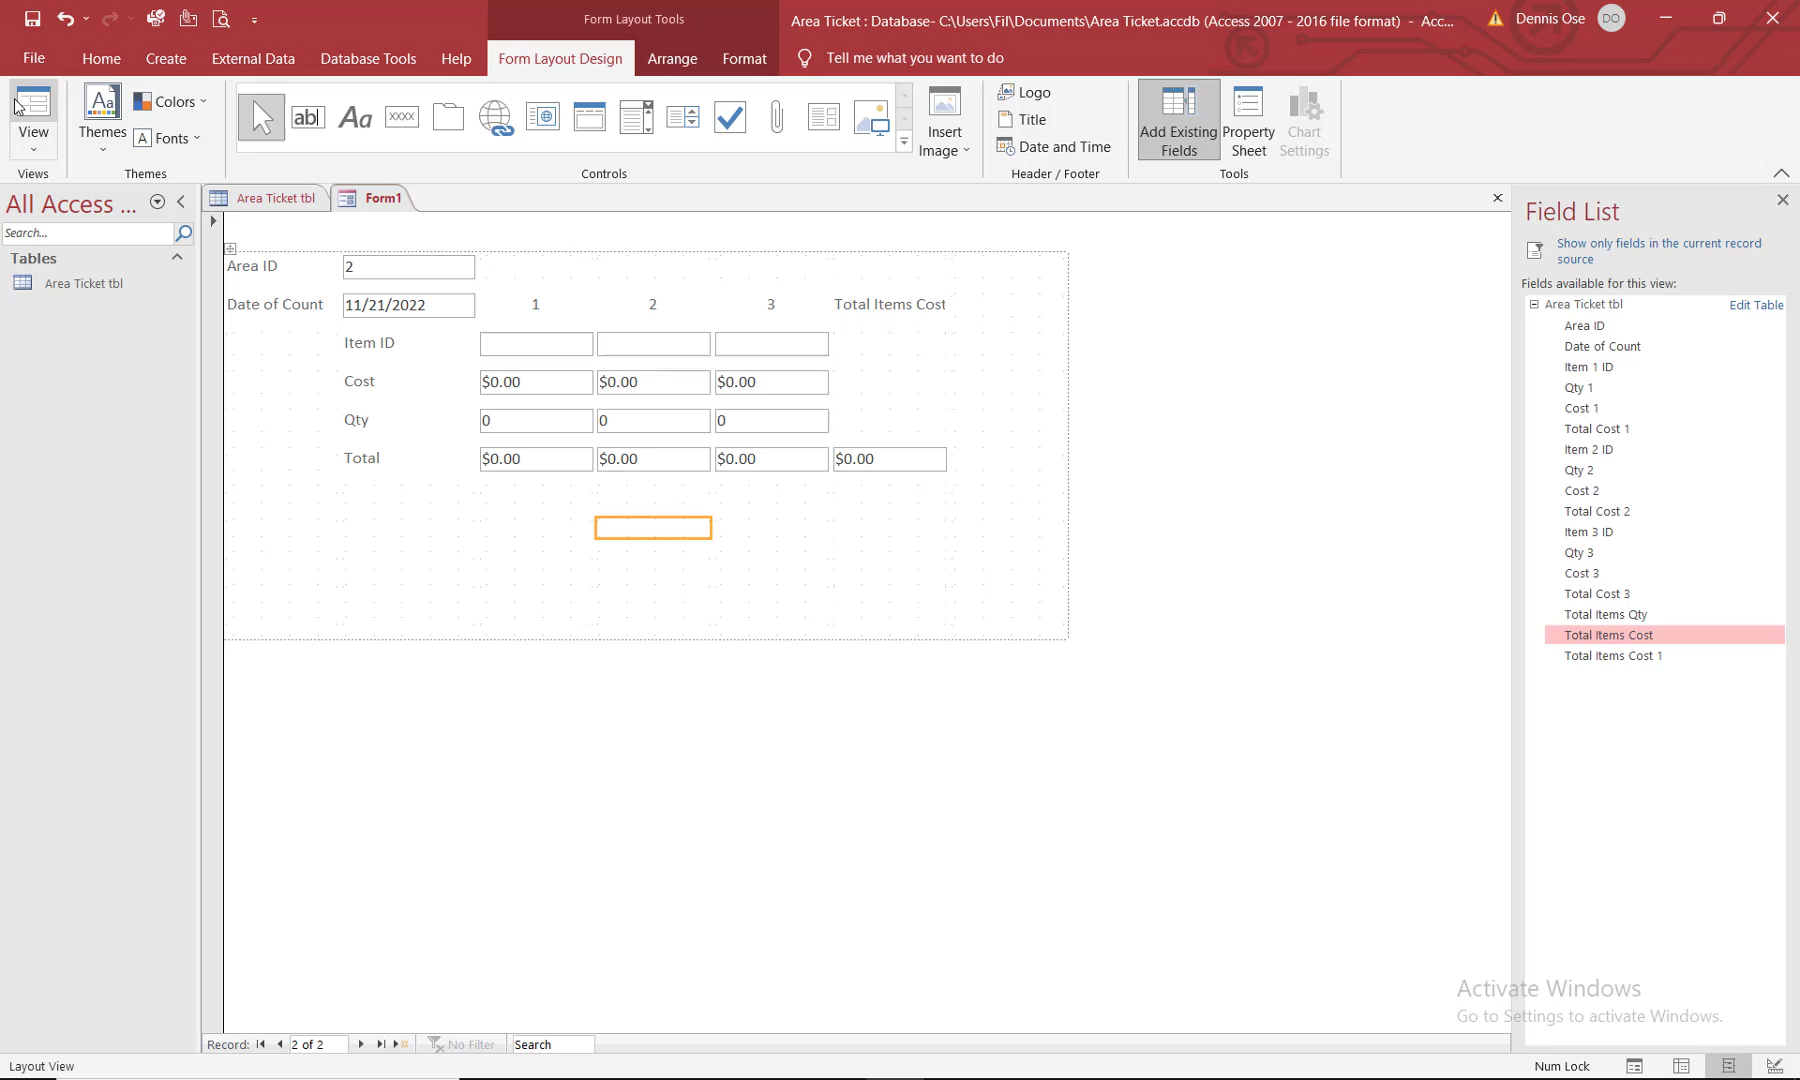 Form Layout Tools
Area Ticket : Database- C:\Users\Fil\Documents\Area Ticket.accdb (Access 2007 - 2016 file format) - Acc...
Dennis Ose
DO
File
Home
Create
External Data
Database Tools
Help
Form Layout Design
Arrange
Format
Tell me what you want to do
View
Themes
Colors
Fonts
Aa
ab
Aa
XXXX
Insert
Image
Logo
Title
Date and Time
Add Existing
Fields
Property
Sheet
Chart
Settings
Views
Themes
Controls
Header / Footer
Tools
All Access ...
Search...
Tables
Area Ticket tbl
Area Ticket tbl
Form1
Area ID
2
Date of Count
11/21/2022
1
2
3
Total Items Cost
Item ID
Cost
$0.00
$0.00
$0.00
Qty
0
0
0
Total
$0.00
$0.00
$0.00
$0.00
Field List
Show only fields in the current record
source
Fields available for this view:
Area Ticket tbl
Edit Table
Area ID
Date of Count
Item 1 ID
Qty 1
Cost 1
Total Cost 1
Item 2 ID
Qty 2
Cost 2
Total Cost 2
Item 3 ID
Qty 3
Cost 3
Total Cost 3
Total Items Qty
Total Items Cost
Total Items Cost 1
Activate Windows
Go to Settings to activate Windows.
Record:
2 of 2
No Filter
Search
Layout View
Num Lock